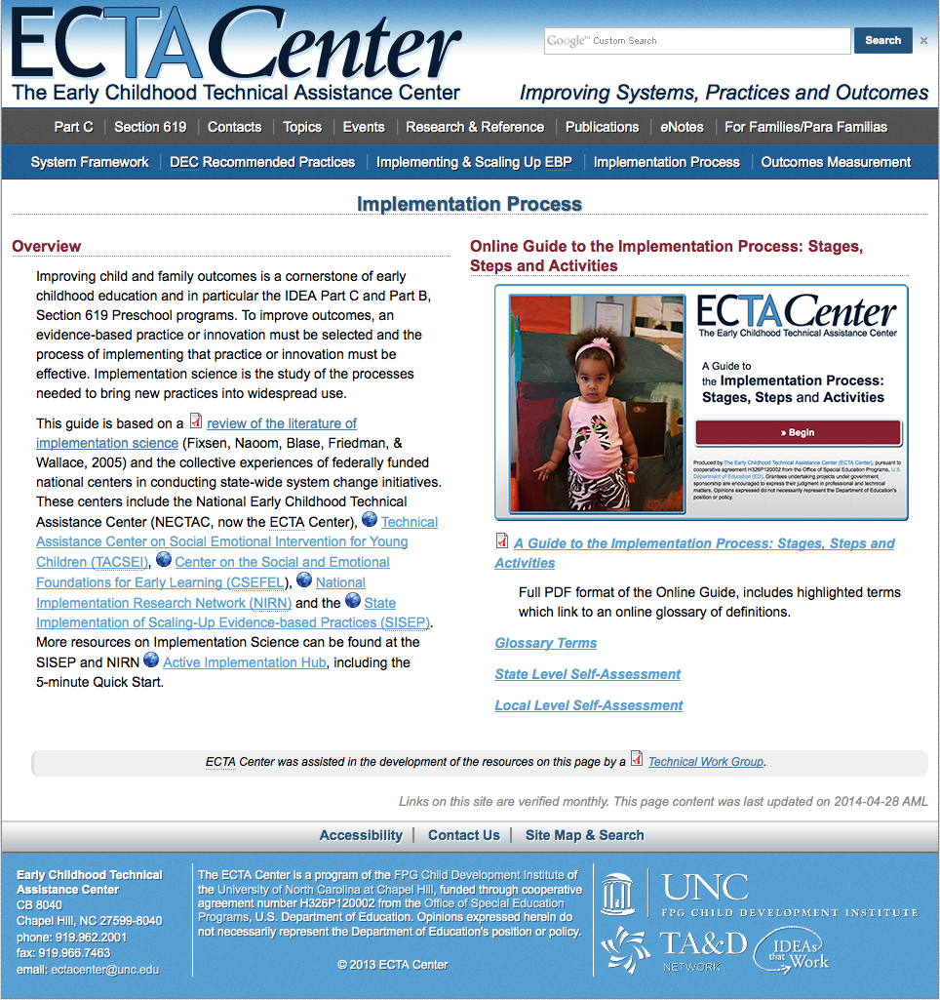 ECTA Center
The Early Childhood Technical Assistance Center
Google™ Custom Search
Search
×
Improving Systems, Practices and Outcomes
Part C
Section 619
Contacts
Topics
Events
Research & Reference
Publications
eNotes
For Families/Para Familias
System Framework
DEC Recommended Practices
Implementing & Scaling Up EBP
Implementation Process
Outcomes Measurement
Implementation Process
Overview
Improving child and family outcomes is a cornerstone of early
childhood education and in particular the IDEA Part C and Part B,
Section 619 Preschool programs. To improve outcomes, an
evidence-based practice or innovation must be selected and the
process of implementing that practice or innovation must be
effective. Implementation science is the study of the processes
needed to bring new practices into widespread use.
This guide is based on a review of the literature of
implementation science (Fixsen, Naoom, Blase, Friedman, &
Wallace, 2005) and the collective experiences of federally funded
national centers in conducting state-wide system change initiatives.
These centers include the National Early Childhood Technical
Assistance Center (NECTAC, now the ECTA Center), Technical
Assistance Center on Social Emotional Intervention for Young
Children (TACSEI), Center on the Social and Emotional
Foundations for Early Learning (CSEFEL), National
Implementation Research Network (NIRN) and the State
Implementation of Scaling-Up Evidence-based Practices (SISEP).
More resources on Implementation Science can be found at the
SISEP and NIRN Active Implementation Hub, including the
5-minute Quick Start.
Online Guide to the Implementation Process: Stages,
Steps and Activities
ECTA Center
The Early Childhood Technical Assistance Center
A Guide to
the Implementation Process:
Stages, Steps and Activities
» Begin
Produced by The Early Childhood Technical Assistance Center (ECTA Center), pursuant to
cooperative agreement H326P120002 from the Office of Special Education Programs, U.S.
Department of Education (ED). Grantees undertaking projects under government
sponsorship are encouraged to express their judgment in professional and technical
matters. Opinions expressed do not necessarily represent the Department of Education's
position or policy.
A Guide to the Implementation Process: Stages, Steps and
Activities
Full PDF format of the Online Guide, includes highlighted terms
which link to an online glossary of definitions.
Glossary Terms
State Level Self-Assessment
Local Level Self-Assessment
ECTA Center was assisted in the development of the resources on this page by a Technical Work Group.
Links on this site are verified monthly. This page content was last updated on 2014-04-28 AML
Accessibility
Contact Us
Site Map & Search
Early Childhood Technical
Assistance Center
CB 8040
Chapel Hill, NC 27599-8040
phone: 919.962.2001
fax: 919.966.7463
email: ectacenter@unc.edu
The ECTA Center is a program of the FPG Child Development Institute of
the University of North Carolina at Chapel Hill, funded through cooperative
agreement number H326P120002 from the Office of Special Education
Programs, U.S. Department of Education. Opinions expressed herein do
not necessarily represent the Department of Education's position or policy.
© 2013 ECTA Center
UNC
FPG CHILD DEVELOPMENT INSTITUTE
TA&D
NETWORK
IDEAs
that Work